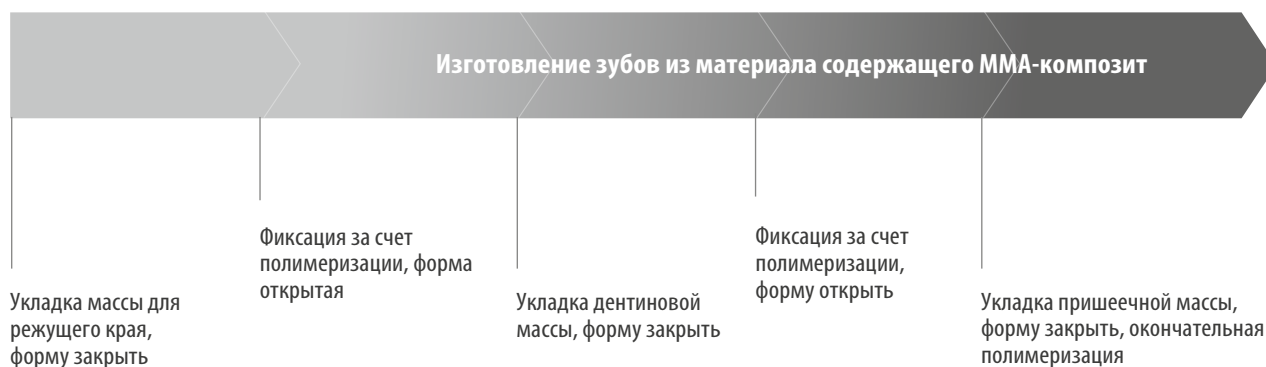 Изготовление зубов из материала содержащего ММА-композит
Укладка массы для
режущего края,
форму закрыть
Фиксация за счет
полимеризации, форма
открытая
Укладка дентиновой
массы, форму закрыть
Фиксация за счет
полимеризации,
форму открыть
Укладка пришеечной массы,
форму закрыть, окончательная
полимеризация